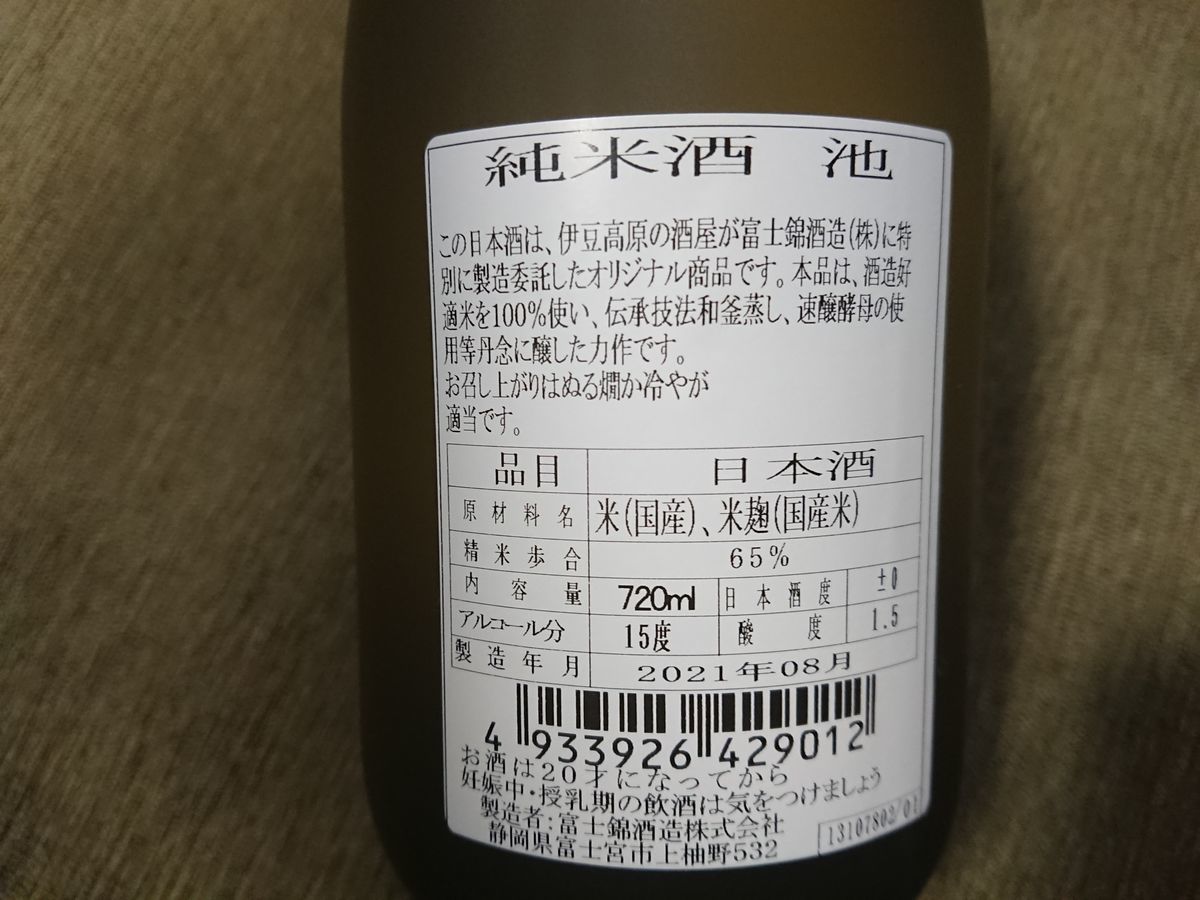 純米酒 池
この日本酒は、伊豆高原の酒屋が富士錦酒造(株)に特
別に製造委託したオリジナル商品です。本品は、酒造好
適米を100%使い、伝承技法和釜蒸し、速醸酵母の使
用等丹念に醸した力作です。
お召し上がりはぬる燗か冷やが
適当です。
品目 日本酒
原材料名 米(国産)、米麹(国産米)
精米歩合 65%
内容量 720ml 日本酒度 ±0
アルコール分 15度 酸度 1.5
製造年月 2021年08月
4 933926 429012
お酒は20才になってから
妊娠中・授乳期の飲酒は気をつけましょう
製造者:富士錦酒造株式会社
静岡県富士宮市上柚野532
13107802/01